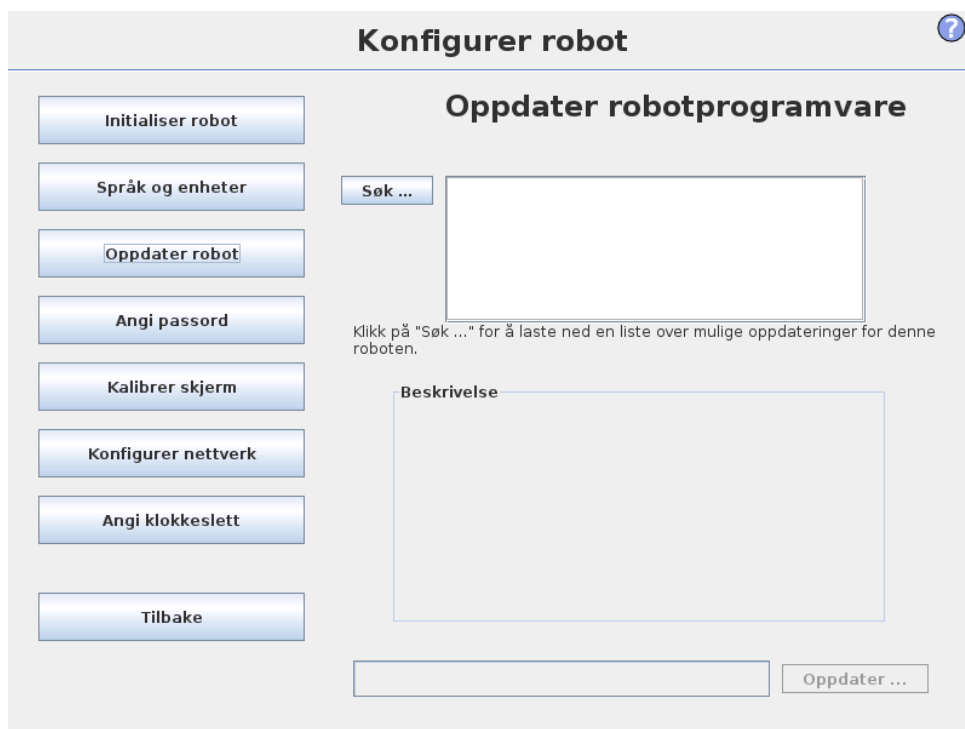 Konfigurer robot
?
Initialiser robot
Språk og enheter
Oppdater robot
Angi passord
Kalibrer skjerm
Konfigurer nettverk
Angi klokkeslett
Tilbake
Oppdater robotprogramvare
Søk ...
Klikk på "Søk ..." for å laste ned en liste over mulige oppdateringer for denne
roboten.
Beskrivelse
Oppdater ...